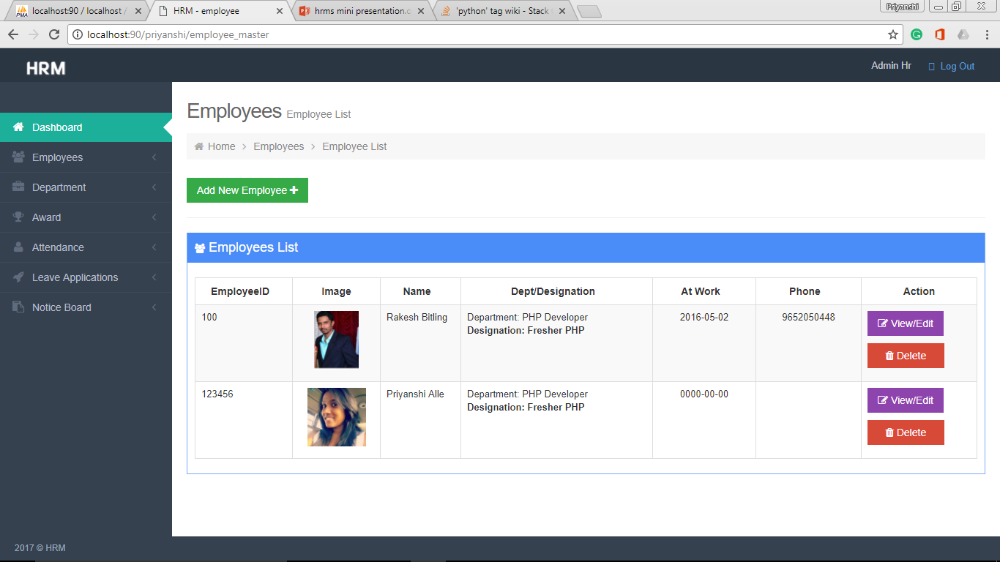 localhost:90 / localhost /
HRM - employee
hrms mini presentation.
'python' tag wiki - Stack
Priyanshi
localhost:90/priyanshi/employee_master
HRM
Admin Hr
Log Out
Dashboard
Employees
Department
Award
Attendance
Leave Applications
Notice Board
Employees Employee List
Home > Employees > Employee List
Add New Employee +
Employees List
EmployeeID Image Name Dept/Designation At Work Phone Action
100 Rakesh Bitling Department: PHP Developer 2016-05-02 9652050448 View/Edit
Designation: Fresher PHP
Delete
123456 Priyanshi Alle Department: PHP Developer 0000-00-00 View/Edit
Designation: Fresher PHP
Delete
2017 © HRM